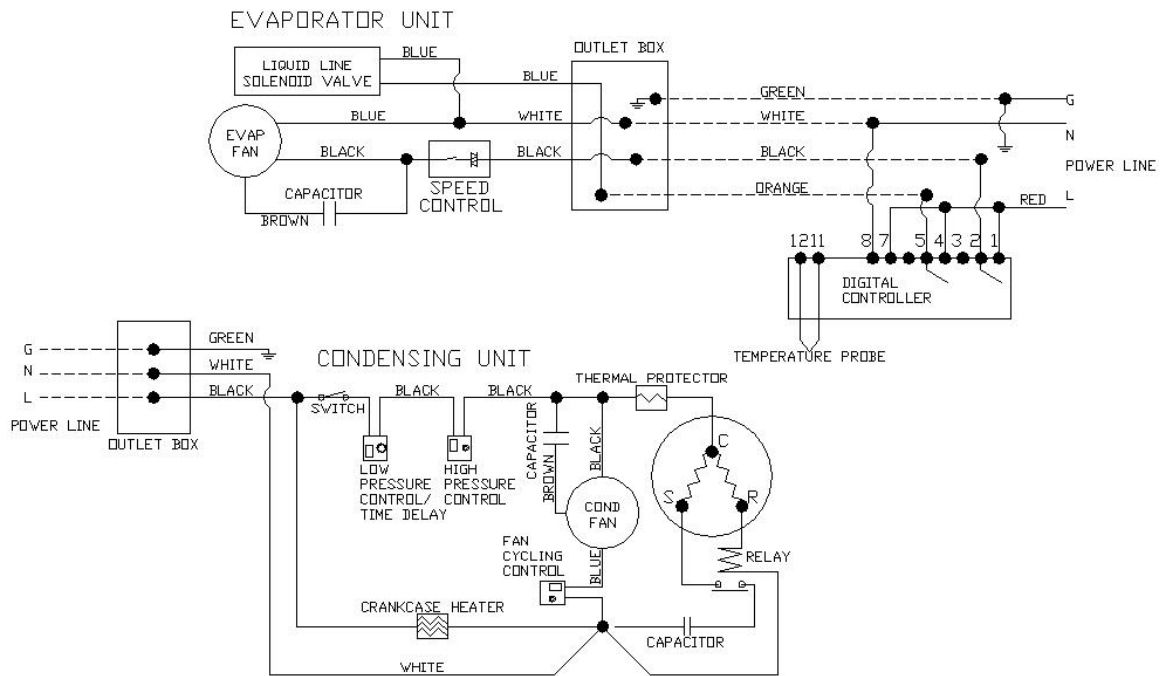 EVAPORATOR UNIT
BLUE
OUTLET BOX
LIQUID LINE
SOLENOID VALVE
BLUE
GREEN
G
BLUE
WHITE
WHITE
N
EVAP
FAN
BLACK
BLACK
BLACK
POWER LINE
SPEED
CONTROL
CAPACITOR
BROWN
ORANGE
RED
L
12 11 8 7 5 4 3 2 1
DIGITAL
CONTROLLER
TEMPERATURE PROBE
G
GREEN
CONDENSING UNIT
N
WHITE
THERMAL PROTECTOR
L
BLACK
SWITCH
BLACK
BLACK
POWER LINE
OUTLET BOX
CAPACITOR
BROWN
BLACK
C
S
R
LOW
PRESSURE
CONTROL/
TIME DELAY
HIGH
PRESSURE
CONTROL
COND
FAN
FAN
CYCLING
CONTROL
BLUE
RELAY
CRANKCASE HEATER
CAPACITOR
WHITE